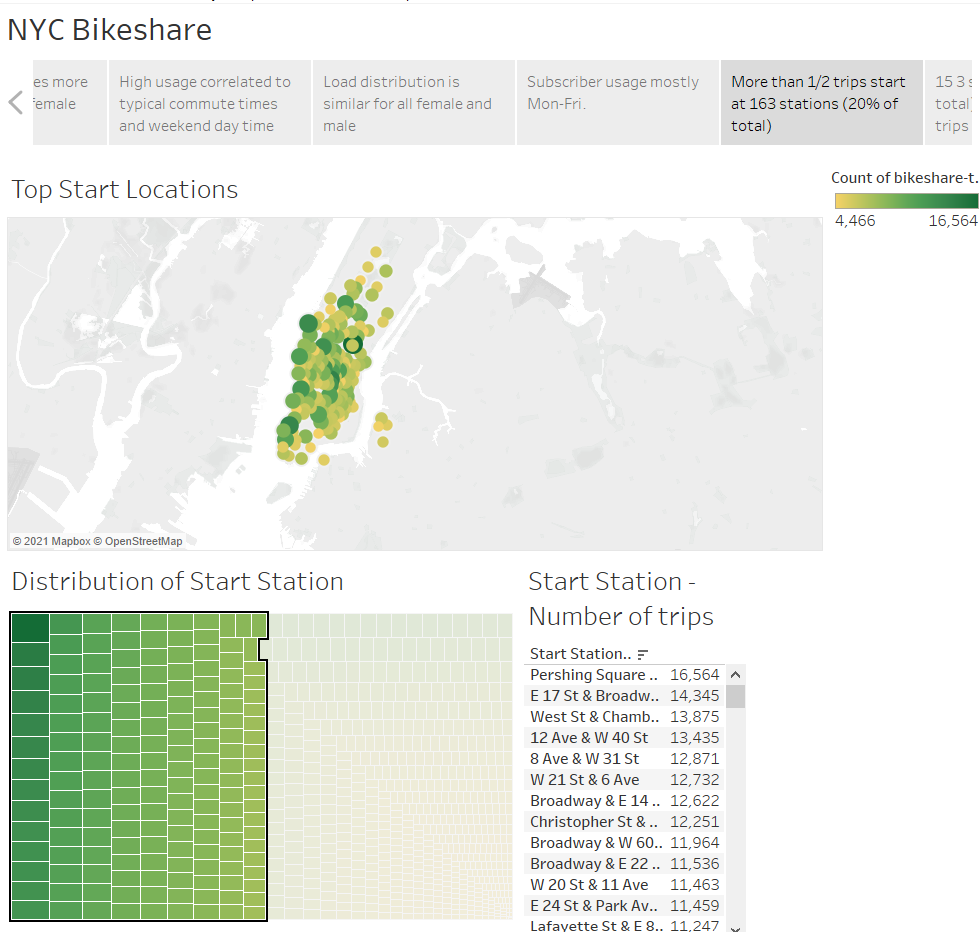 NYC Bikeshare
es more
female
High usage correlated to
typical commute times
and weekend day time
Load distribution is
similar for all female and
male
Subscriber usage mostly
Mon-Fri.
More than 1/2 trips start
at 163 stations (20% of
total)
15 3
total)
trips
Top Start Locations
Count of bikeshare-t.
4,466 16,564
© 2021 Mapbox © OpenStreetMap
Distribution of Start Station
Start Station -
Number of trips
Start Station..
Pershing Square .. 16,564
E 17 St & Broadw.. 14,345
West St & Chamb.. 13,875
12 Ave & W 40 St 13,435
8 Ave & W 31 St 12,871
W 21 St & 6 Ave 12,732
Broadway & E 14 .. 12,622
Christopher St & .. 12,251
Broadway & W 60.. 11,964
Broadway & E 22 .. 11,536
W 20 St & 11 Ave 11,463
E 24 St & Park Av.. 11,459
Lafayette St & E 8.. 11,247